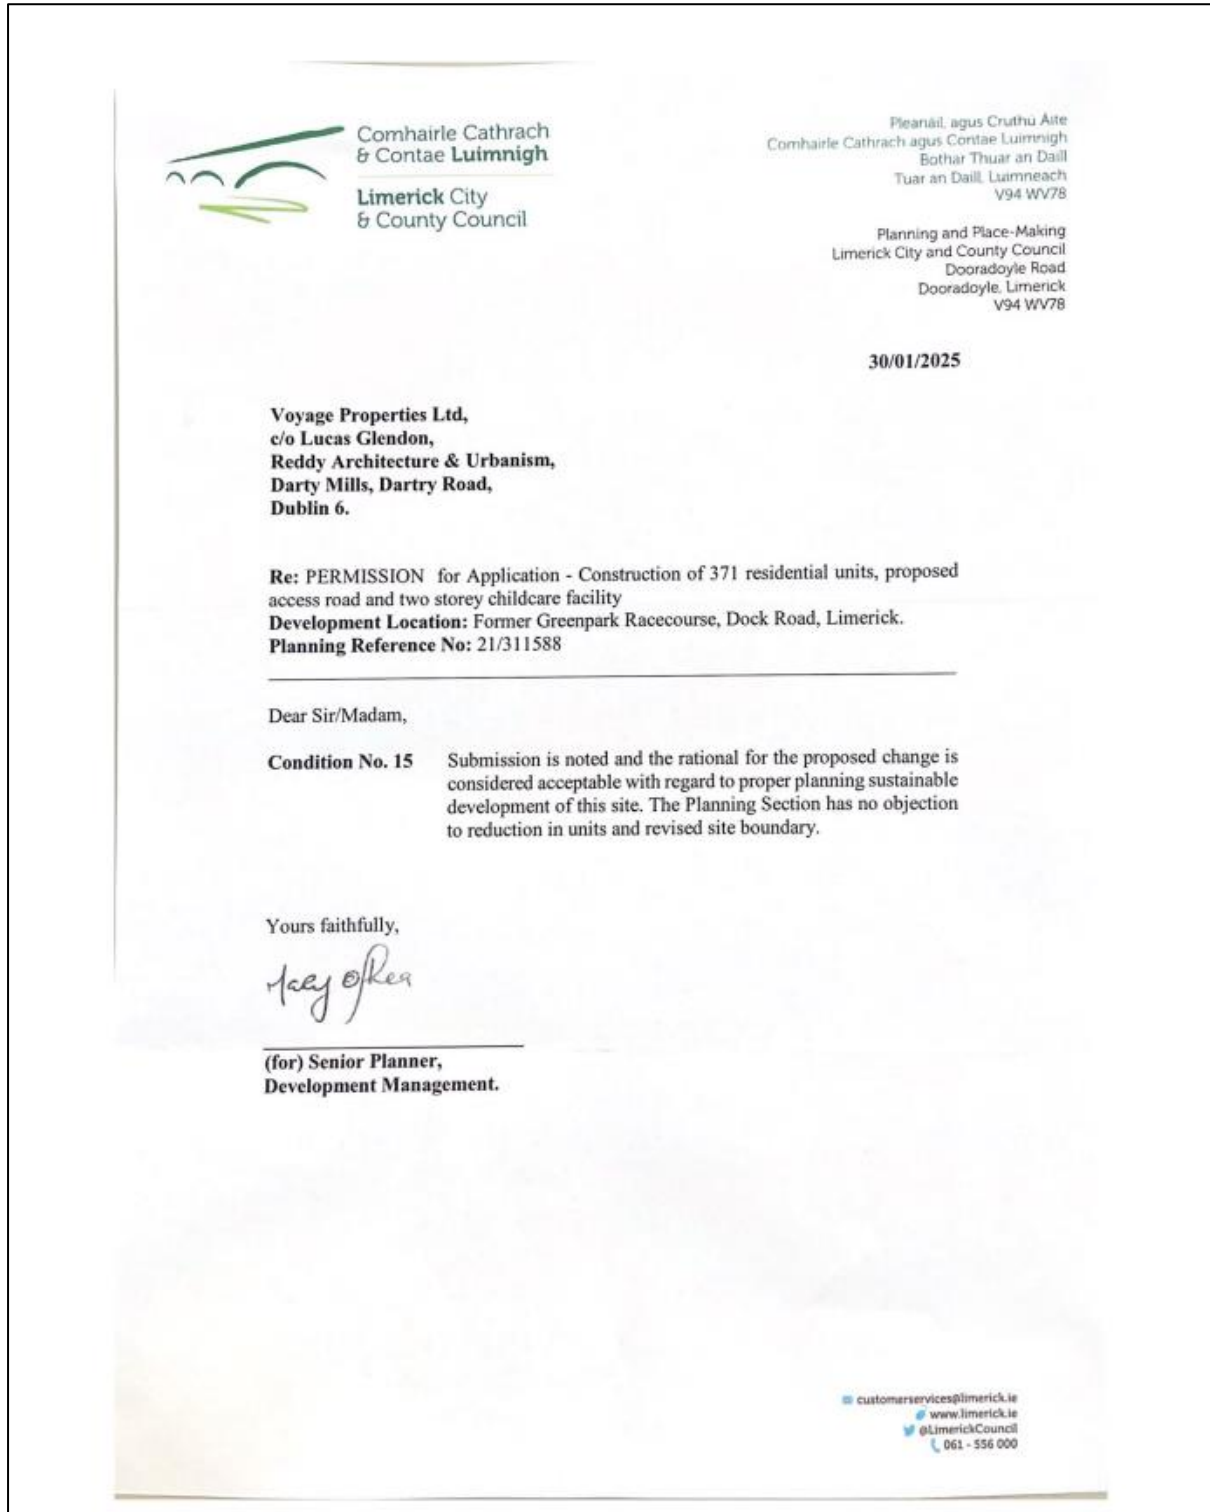 Comhairle Cathrach
& Contae Luimnigh
Limerick City
& County Council
Pleanáil, agus Cruthú Áite
Comhairle Cathrach agus Contae Luimnigh
Bothar Thuar an Daill
Tuar an Daill, Luimneach
V94 WV78
Planning and Place-Making
Limerick City and County Council
Dooradoyle Road
Dooradoyle, Limerick
V94 WV78
30/01/2025
Voyage Properties Ltd,
c/o Lucas Glendon,
Reddy Architecture & Urbanism,
Darty Mills, Dartry Road,
Dublin 6.
Re: PERMISSION for Application - Construction of 371 residential units, proposed
access road and two storey childcare facility
Development Location: Former Greenpark Racecourse, Dock Road, Limerick.
Planning Reference No: 21/311588
Dear Sir/Madam,
Condition No. 15 Submission is noted and the rational for the proposed change is
considered acceptable with regard to proper planning sustainable
development of this site. The Planning Section has no objection
to reduction in units and revised site boundary.
Yours faithfully,
(for) Senior Planner,
Development Management.
customerservices@limerick.ie
www.limerick.ie
@LimerickCouncil
061 - 556 000